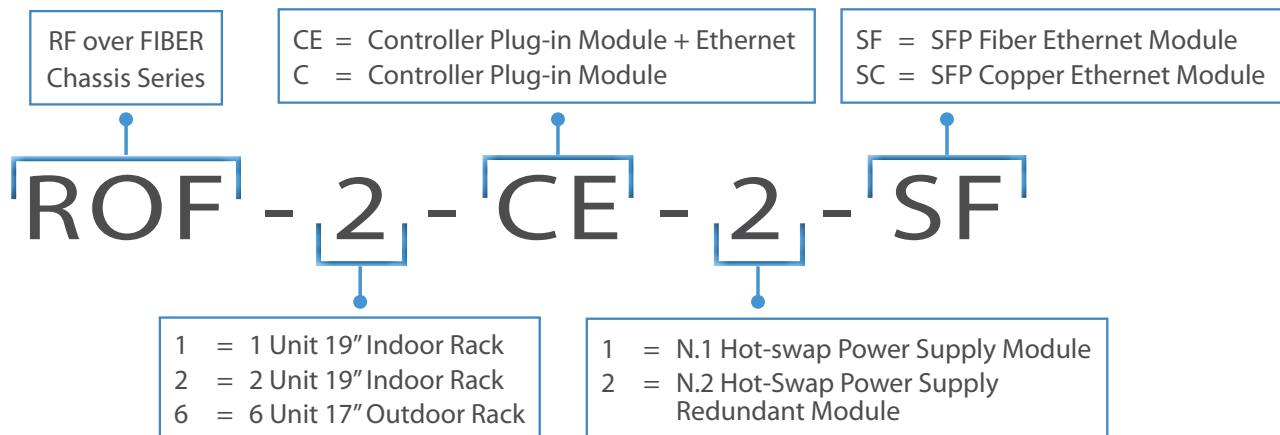 RF over FIBER
Chassis Series
CE = Controller Plug-in Module + Ethernet
C = Controller Plug-in Module
SF = SFP Fiber Ethernet Module
SC = SFP Copper Ethernet Module
ROF - 2 - CE - 2 - SF
1 = 1 Unit 19” Indoor Rack
2 = 2 Unit 19” Indoor Rack
6 = 6 Unit 17” Outdoor Rack
1 = N.1 Hot-swap Power Supply Module
2 = N.2 Hot-Swap Power Supply
Redundant Module